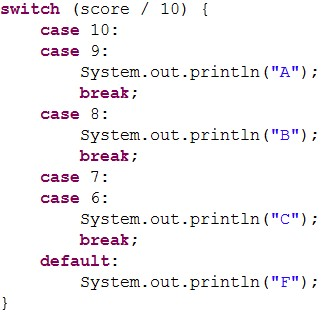 switch (score / 10) {
    case 10:
    case 9:
        System.out.println("A");
        break;
    case 8:
        System.out.println("B");
        break;
    case 7:
    case 6:
        System.out.println("C");
        break;
    default:
        System.out.println("F");
}